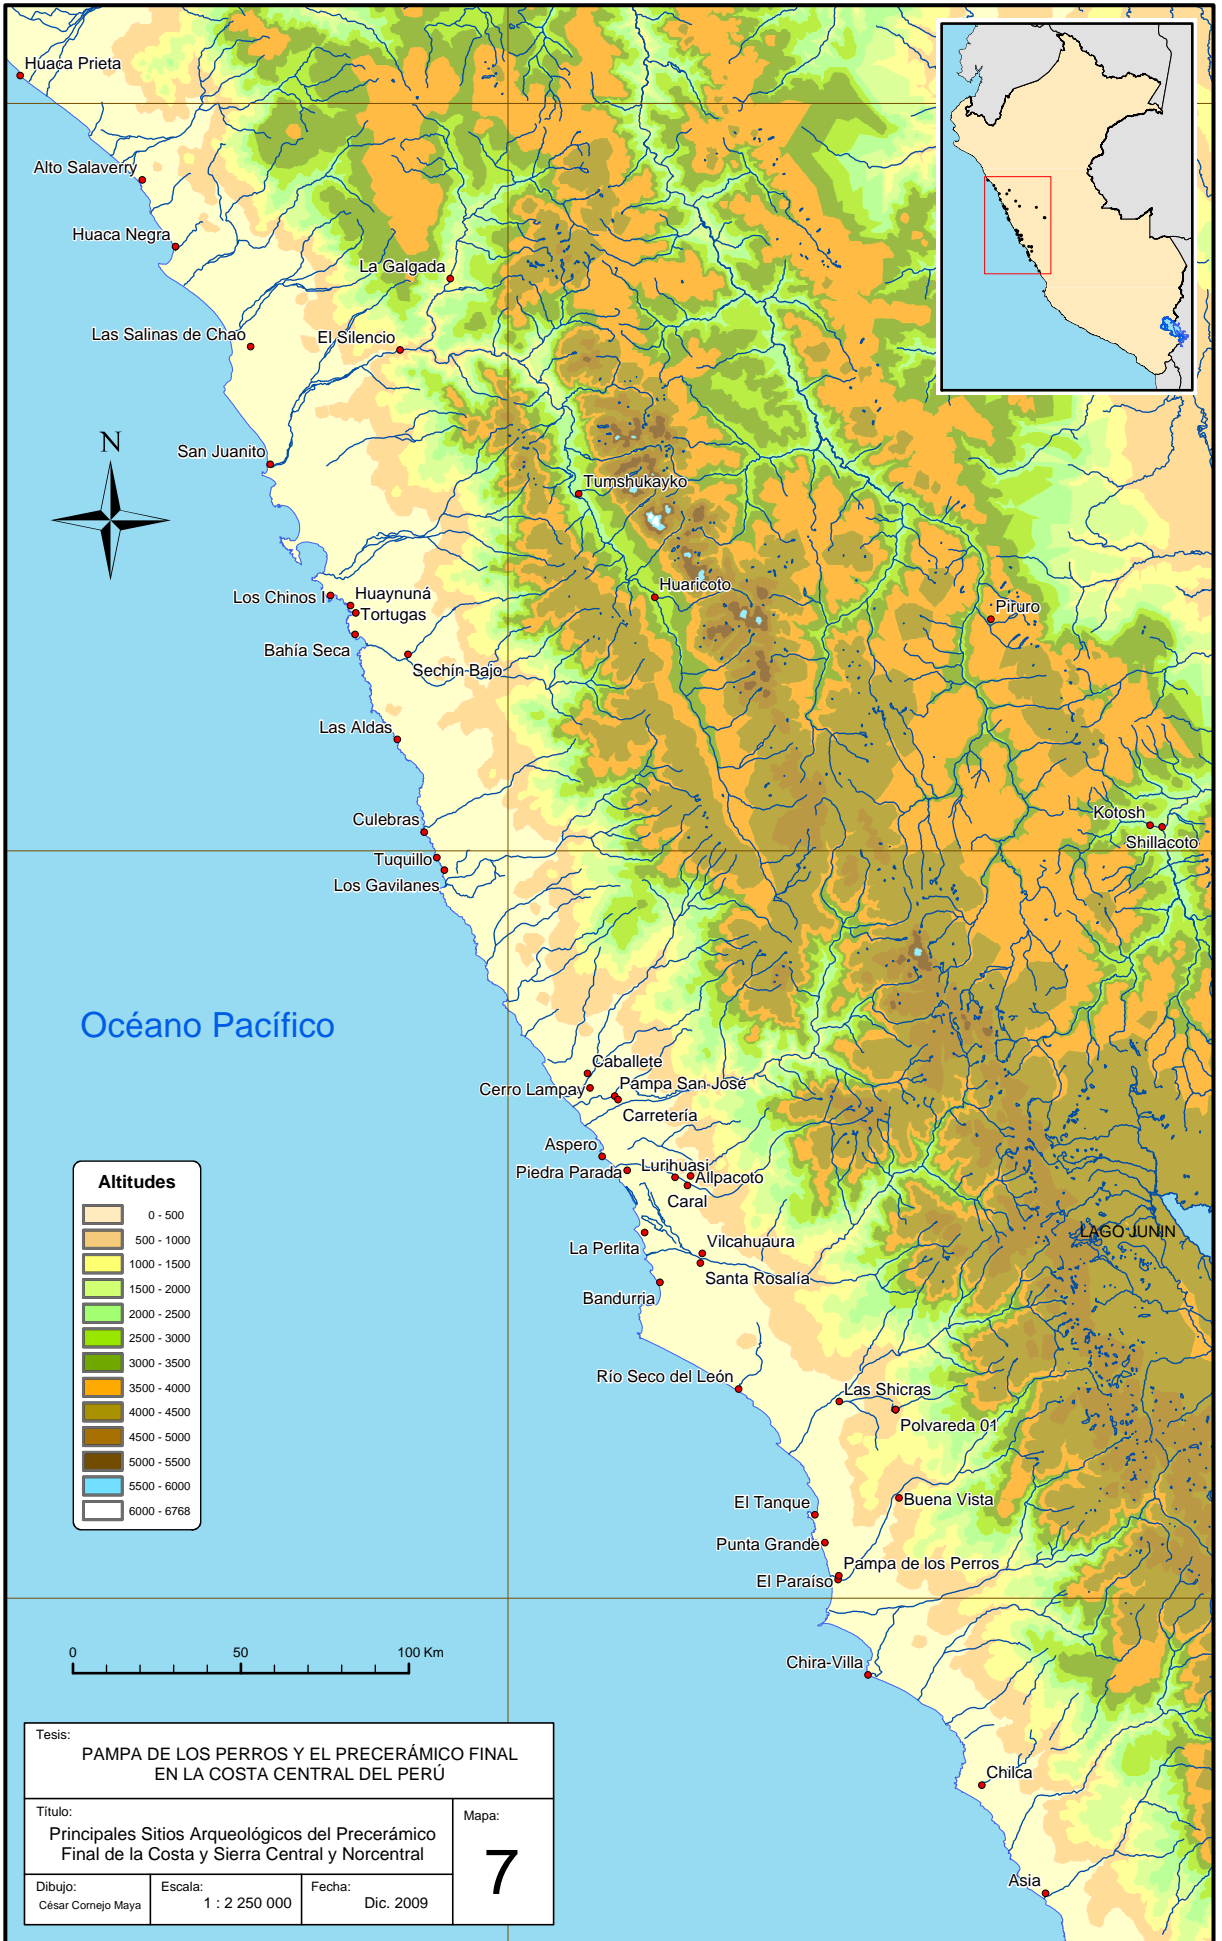 Huaca Prieta
Alto Salaverry
Huaca Negra
La Galgada
Las Salinas de Chao
El Silencio
N
San Juanito
Tumshukayko
Los Chinos I
Huaynuná
Tortugas
Huaricoto
Piruro
Bahía Seca
Sechín Bajo
Las Aldas
Culebras
Kotosh
Shillacoto
Tuquillo
Los Gavilanes
Océano Pacífico
Caballete
Cerro Lampay
Pampa San José
Carretería
Aspero
Piedra Parada
Lurihuasi
Allpacoto
Caral
LAGO JUNIN
La Perlita
Vilcahuaura
Santa Rosalía
Bandurria
Río Seco del León
Las Shicras
Polvareda 01
El Tanque
Buena Vista
Punta Grande
Pampa de los Perros
El Paraíso
Chira-Villa
Chilca
Asia
Altitudes
0 - 500
500 - 1000
1000 - 1500
1500 - 2000
2000 - 2500
2500 - 3000
3000 - 3500
3500 - 4000
4000 - 4500
4500 - 5000
5000 - 5500
5500 - 6000
6000 - 6768
0 50 100 Km
Tesis:
PAMPA DE LOS PERROS Y EL PRECERÁMICO FINAL
EN LA COSTA CENTRAL DEL PERÚ
Título:
Principales Sitios Arqueológicos del Precerámico
Final de la Costa y Sierra Central y Norcentral
Mapa:
7
Dibujo:
César Cornejo Maya
Escala:
1 : 2 250 000
Fecha:
Dic. 2009